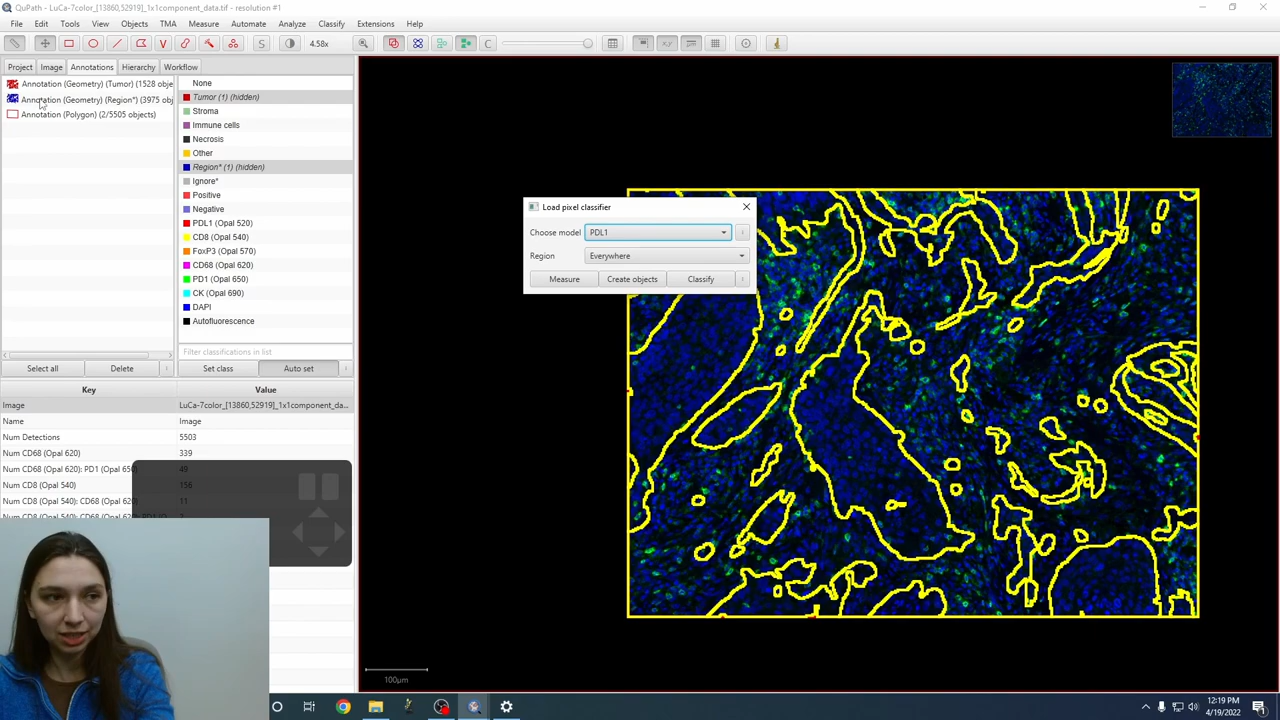 QuPath - LuCa-7color_[13860,52919]_1x1component_data.tif - resolution #1
File Edit Tools View Objects TMA Measure Automate Analyze Classify Extensions Help
S C
4.58x
Project Image Annotations Hierarchy Workflow
Annotation (Geometry) (Tumor) (1528 obje
Annotation (Geometry) (Region*) (3975 obj
Annotation (Polygon) (2/5505 objects)
None
Tumor (1) (hidden)
Stroma
Immune cells
Necrosis
Other
Region* (1) (hidden)
Ignore*
Positive
Negative
PDL1 (Opal 520)
CD8 (Opal 540)
FoxP3 (Opal 570)
CD68 (Opal 620)
PD1 (Opal 650)
CK (Opal 690)
DAPI
Autofluorescence
Filter classifications in list
Select all Delete Set class Auto set
Key Value
Image LuCa-7color_[13860,52919]_1x1component_da...
Name Image
Num Detections 5503
Num CD68 (Opal 620) 339
Num CD68 (Opal 620): PD1 (Opal 650) 49
Num CD8 (Opal 540) 156
Num CD8 (Opal 540): CD68 (Opal 620) 11
Load pixel classifier
Choose model PDL1
Region Everywhere
Measure Create objects Classify
100µm
12:19 PM
4/19/2022